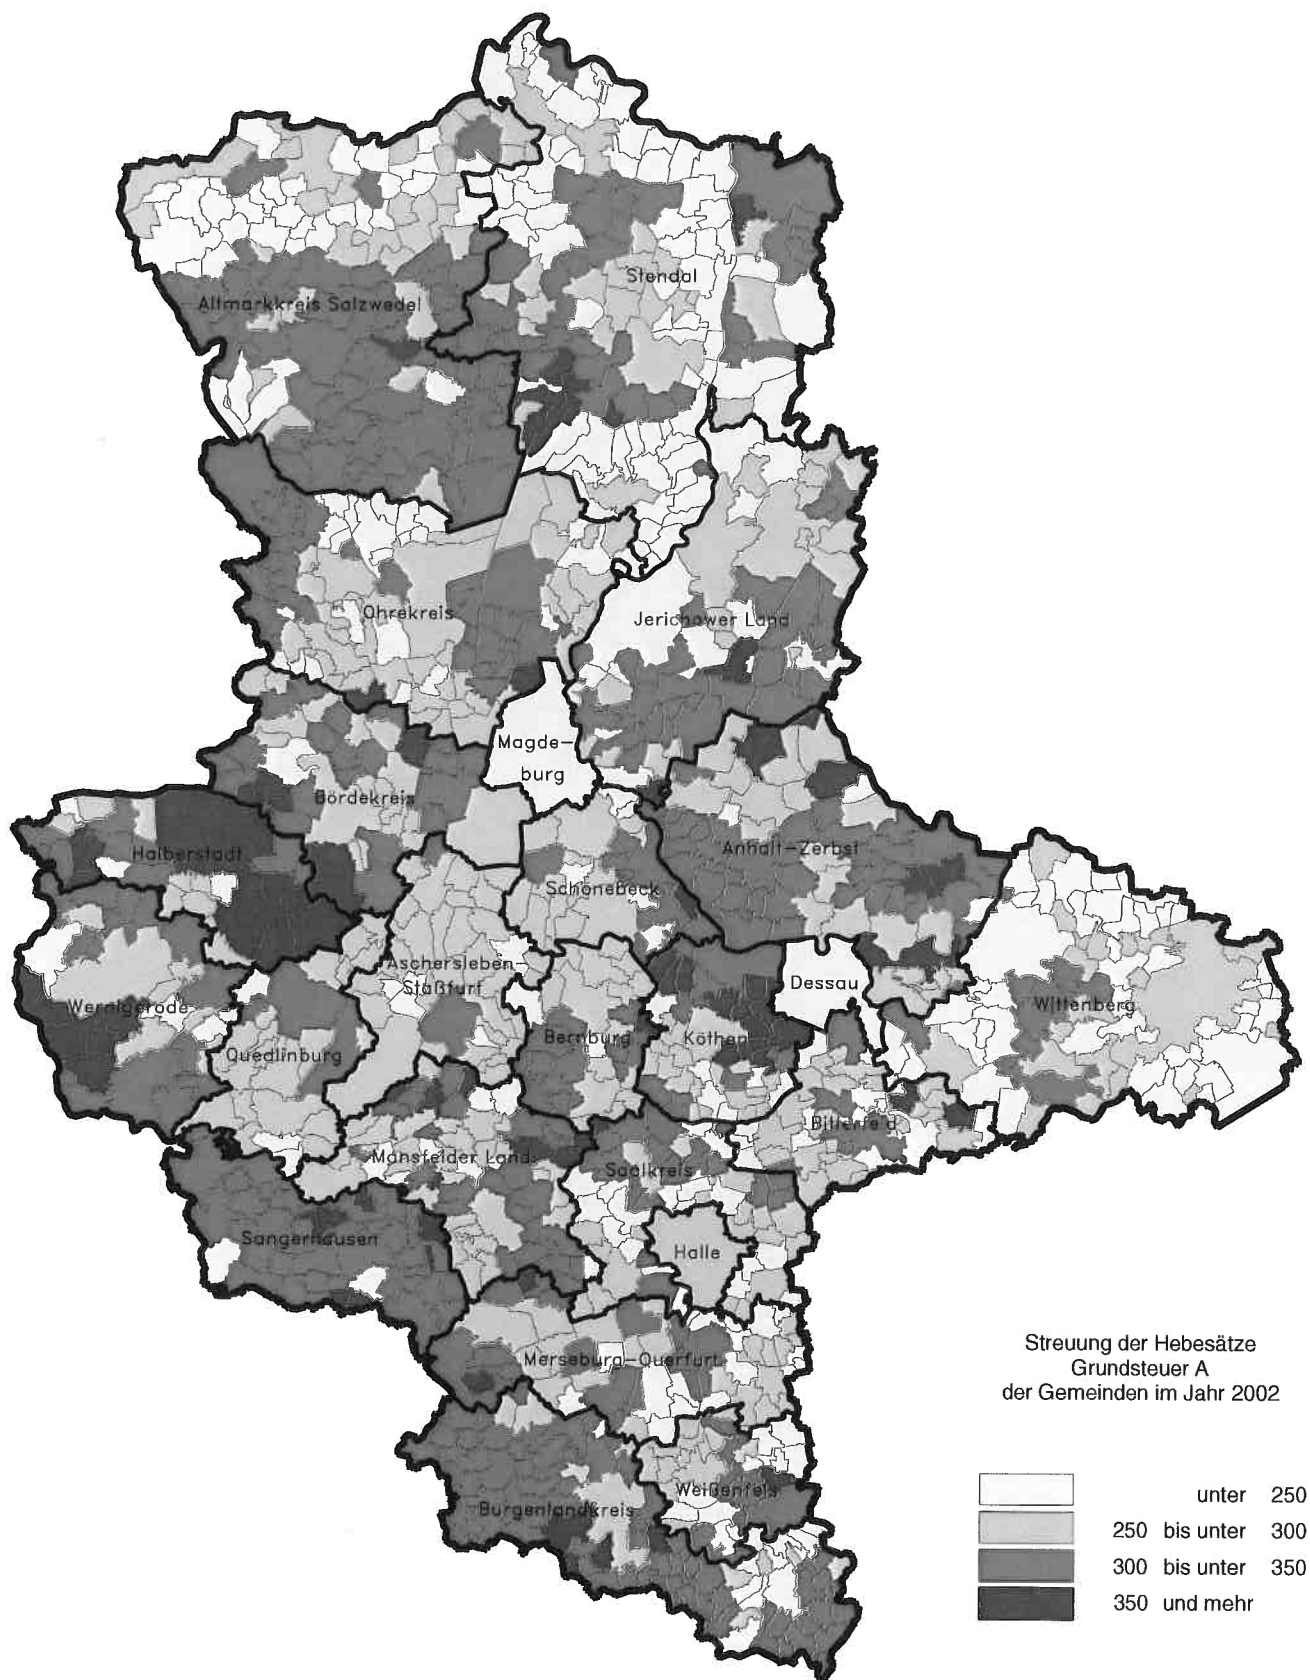 Stendal
Altmarkkreis Salzwedel
Ohrekreis
Jerichower Land
Magde-
burg
Bördekreis
Halberstadt
Anhalt-Zerbst
Schönebeck
Aschersleben-
Staßfurt
Dessau
Wernigerode
Wittenberg
Quedlinburg
Bernburg
Köthen
Bitterfeld
Mansfelder Land
Saalkreis
Sangerhausen
Halle
Merseburg-Querfurt
Weißenfels
Burgenlandkreis
Streuung der Hebesätze
Grundsteuer A
der Gemeinden im Jahr 2002
unter 250
250 bis unter 300
300 bis unter 350
350 und mehr